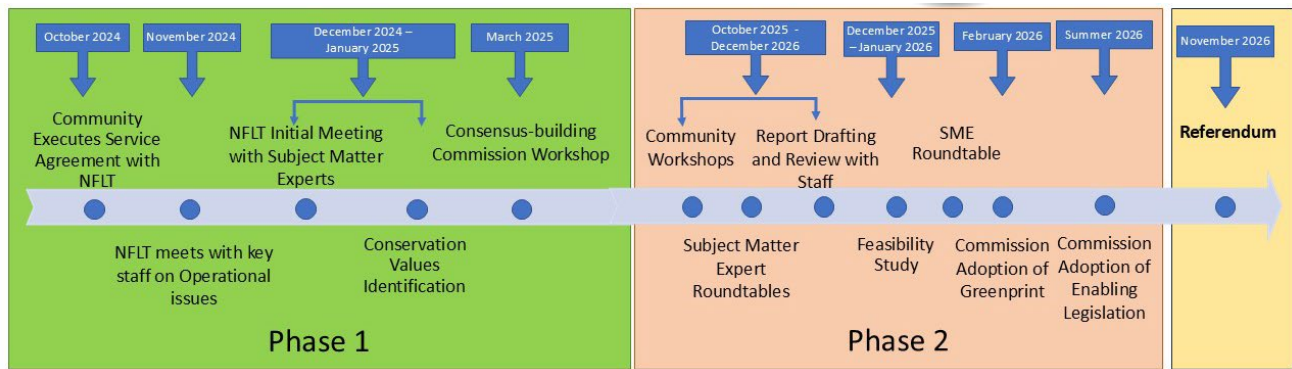 October 2024
November 2024
December 2024 –
January 2025
March 2025
October 2025 -
December 2026
December 2025
– January 2026
February 2026
Summer 2026
November 2026
Community
Executes Service
Agreement with
NFLT
NFLT Initial Meeting
with Subject Matter
Experts
Consensus-building
Commission Workshop
Community
Workshops
Report Drafting
and Review with
Staff
SME
Roundtable
Referendum
NFLT meets with key
staff on Operational
issues
Conservation
Values
Identification
Subject Matter
Expert
Roundtables
Feasibility
Study
Commission
Adoption of
Greenprint
Commission
Adoption of
Enabling
Legislation
Phase 1
Phase 2